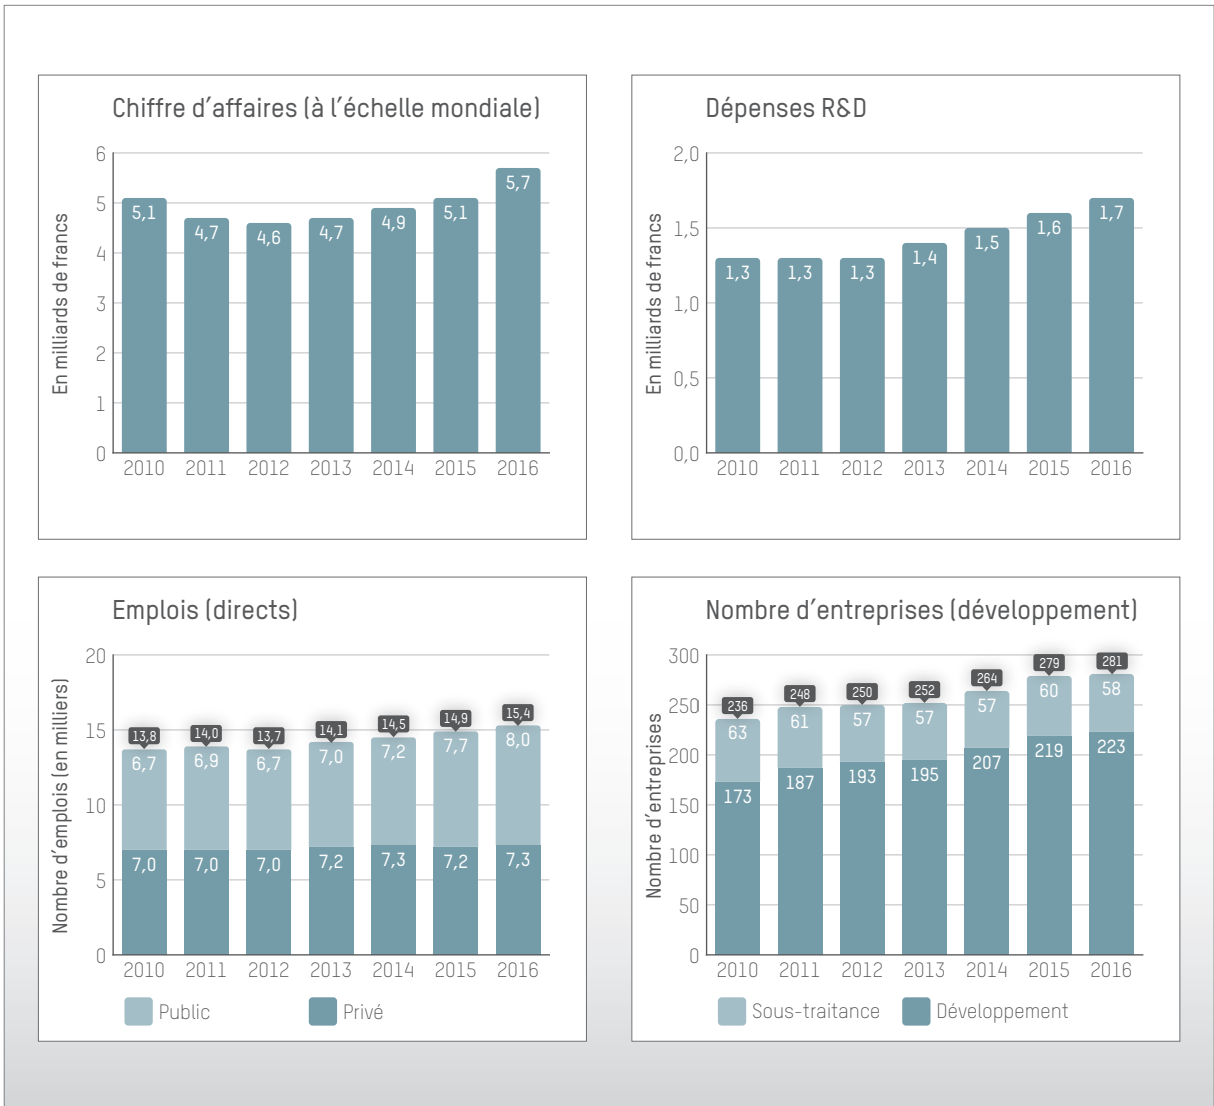 Chiffre d'affaires (à l'échelle mondiale)
En milliards de francs
6
5
4
3
2
1
0
5,1
4,7
4,6
4,7
4,9
5,1
5,7
2010 2011 2012 2013 2014 2015 2016
Dépenses R&D
En milliards de francs
2,0
1,5
1,0
0,5
0,0
1,3
1,3
1,3
1,4
1,5
1,6
1,7
2010 2011 2012 2013 2014 2015 2016
Emplois (directs)
Nombre d'emplois (en milliers)
20
15
10
5
0
13,8 14,0 13,7 14,1 14,5 14,9 15,4
6,7 6,9 6,7 7,0 7,2 7,7 8,0
7,0 7,0 7,0 7,2 7,3 7,2 7,3
2010 2011 2012 2013 2014 2015 2016
Public Privé
Nombre d'entreprises (développement)
Nombre d'entreprises
300
250
200
150
100
50
0
236 248 250 252 264 279 281
63 61 57 57 57 60 58
173 187 193 195 207 219 223
2010 2011 2012 2013 2014 2015 2016
Sous-traitance Développement